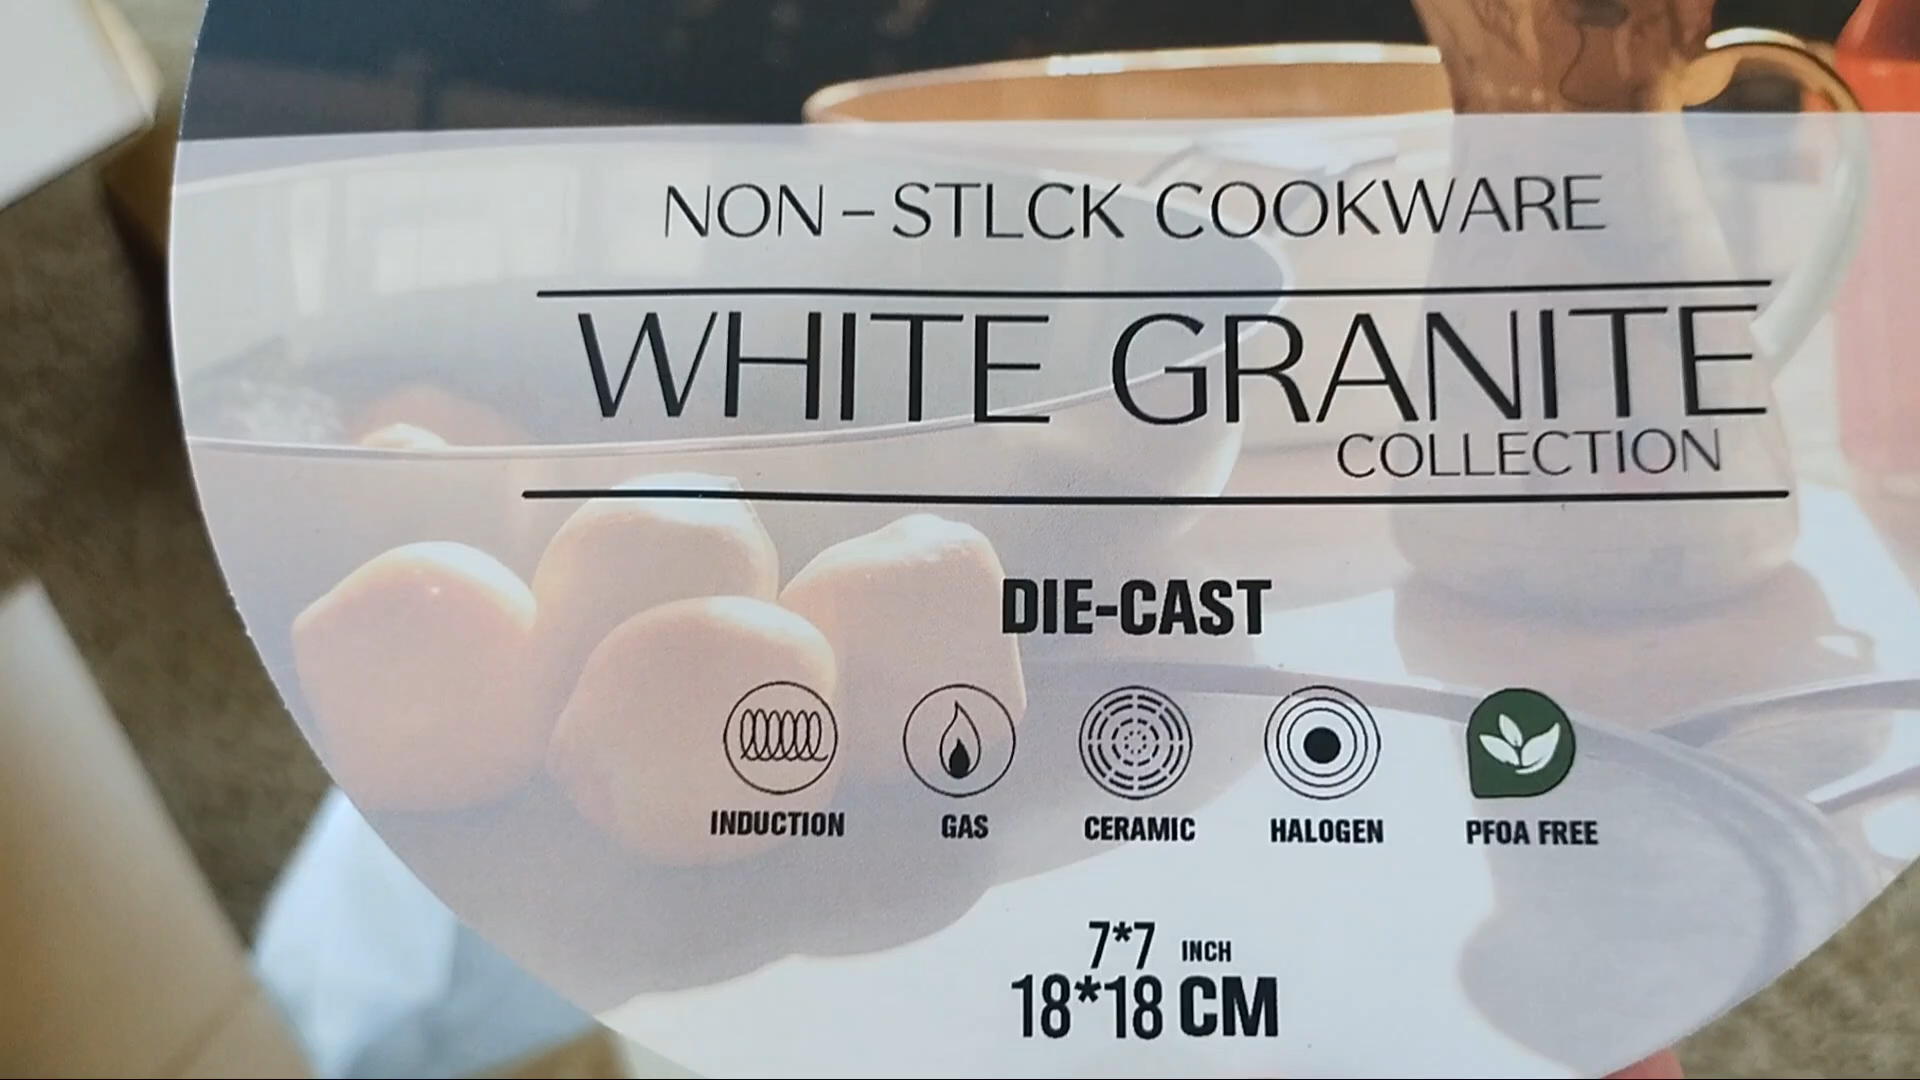 NON-STLCK COOKWARE
WHITE GRANITE
COLLECTION
DIE-CAST
INDUCTION GAS CERAMIC HALOGEN PFOA FREE
7*7 INCH
18*18 CM